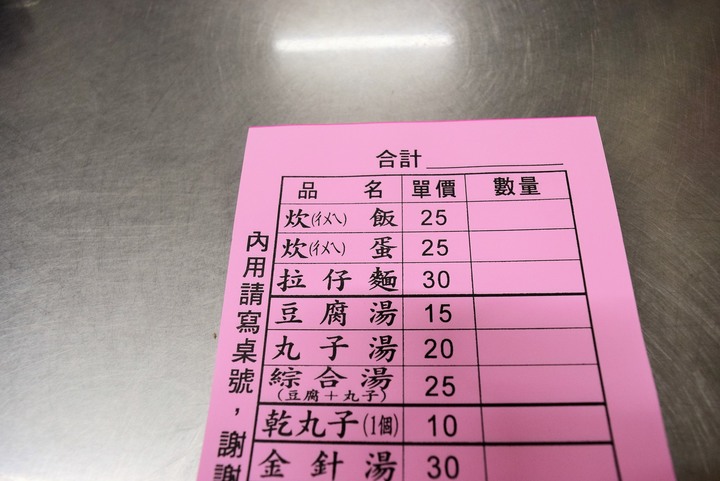 合計
品名 單價 數量
炊(ㄔㄨㄟ)飯 25
炊(ㄔㄨㄟ)蛋 25
拉仔麵 30
豆腐湯 15
丸子湯 20
綜合湯 25
(豆腐+丸子)
乾丸子(1個) 10
金針湯 30
內用請寫桌號，謝謝